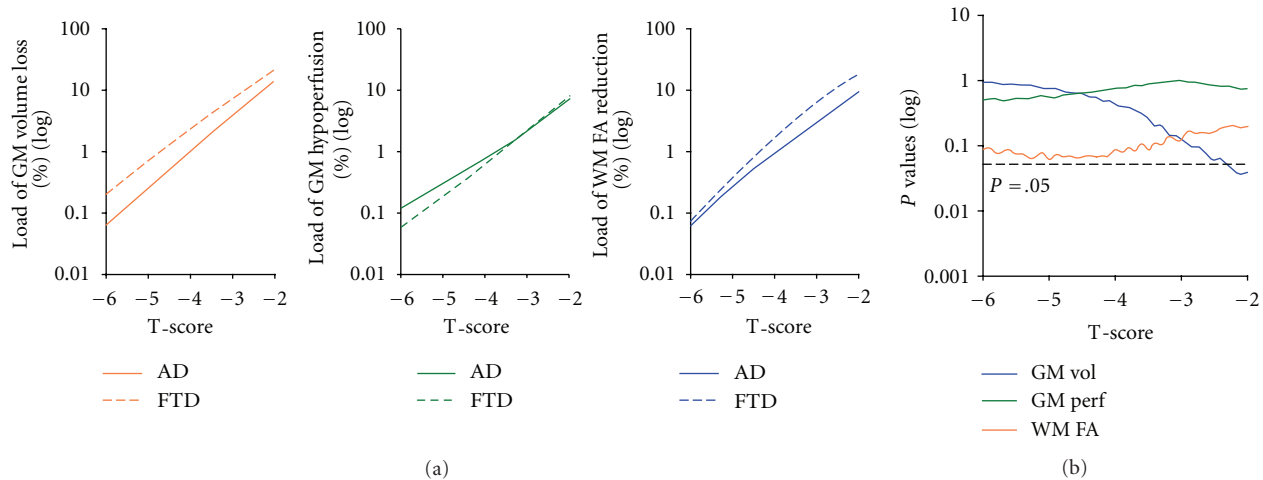 Load of GM volume loss
(%) (log)
100
10
1
0.1
0.01
−6 −5 −4 −3 −2
T-score
AD
FTD
Load of GM hypoperfusion
(%) (log)
100
10
1
0.1
0.01
−6 −5 −4 −3 −2
T-score
AD
FTD
Load of WM FA reduction
(%) (log)
100
10
1
0.1
0.01
−6 −5 −4 −3 −2
T-score
AD
FTD
(a)
P values (log)
10
1
0.1
0.01
0.001
P = .05
−6 −5 −4 −3 −2
T-score
GM vol
GM perf
WM FA
(b)